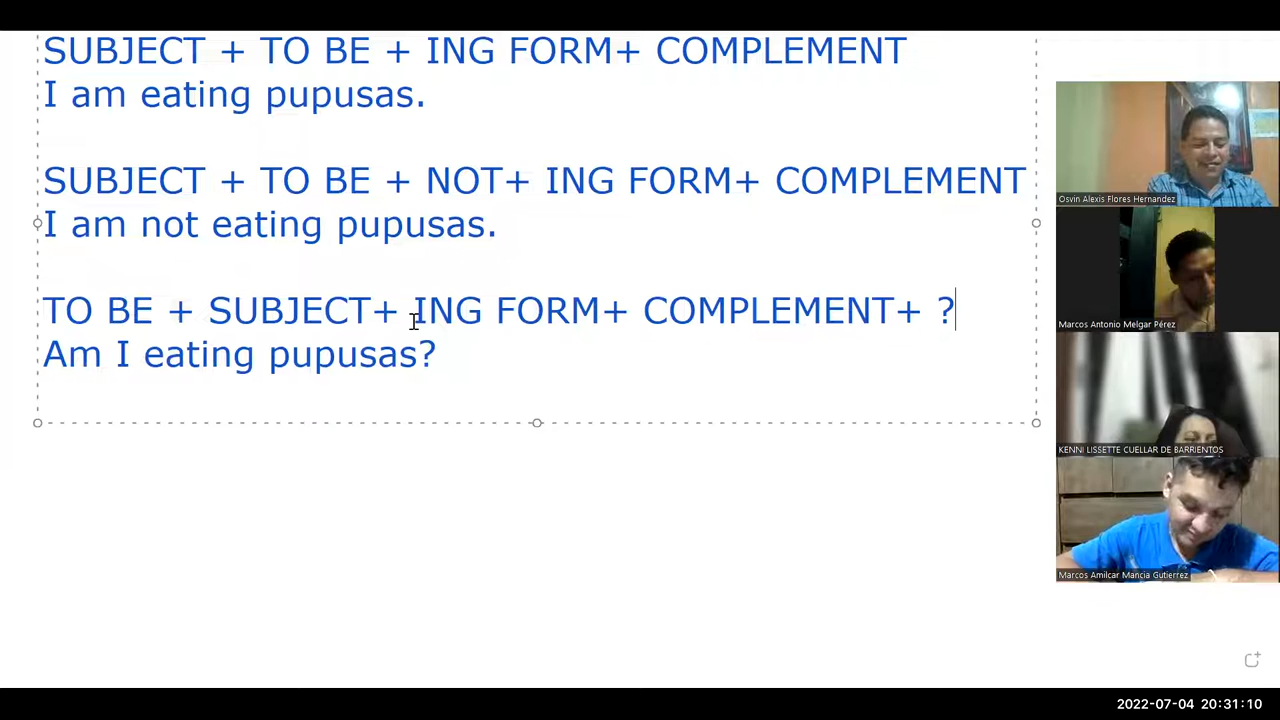 SUBJECT + TO BE + ING FORM+ COMPLEMENT
I am eating pupusas.
SUBJECT + TO BE + NOT+ ING FORM+ COMPLEMENT
I am not eating pupusas.
TO BE + SUBJECT+ ING FORM+ COMPLEMENT+ ?
Am I eating pupusas?
Osvin Alexis Flores Hernandez
Marcos Antonio Melgar Pérez
KENNI LISSETTE CUELLAR DE BARRIENTOS
Marcos Amilcar Mancia Gutierrez
2022-07-04 20:31:10